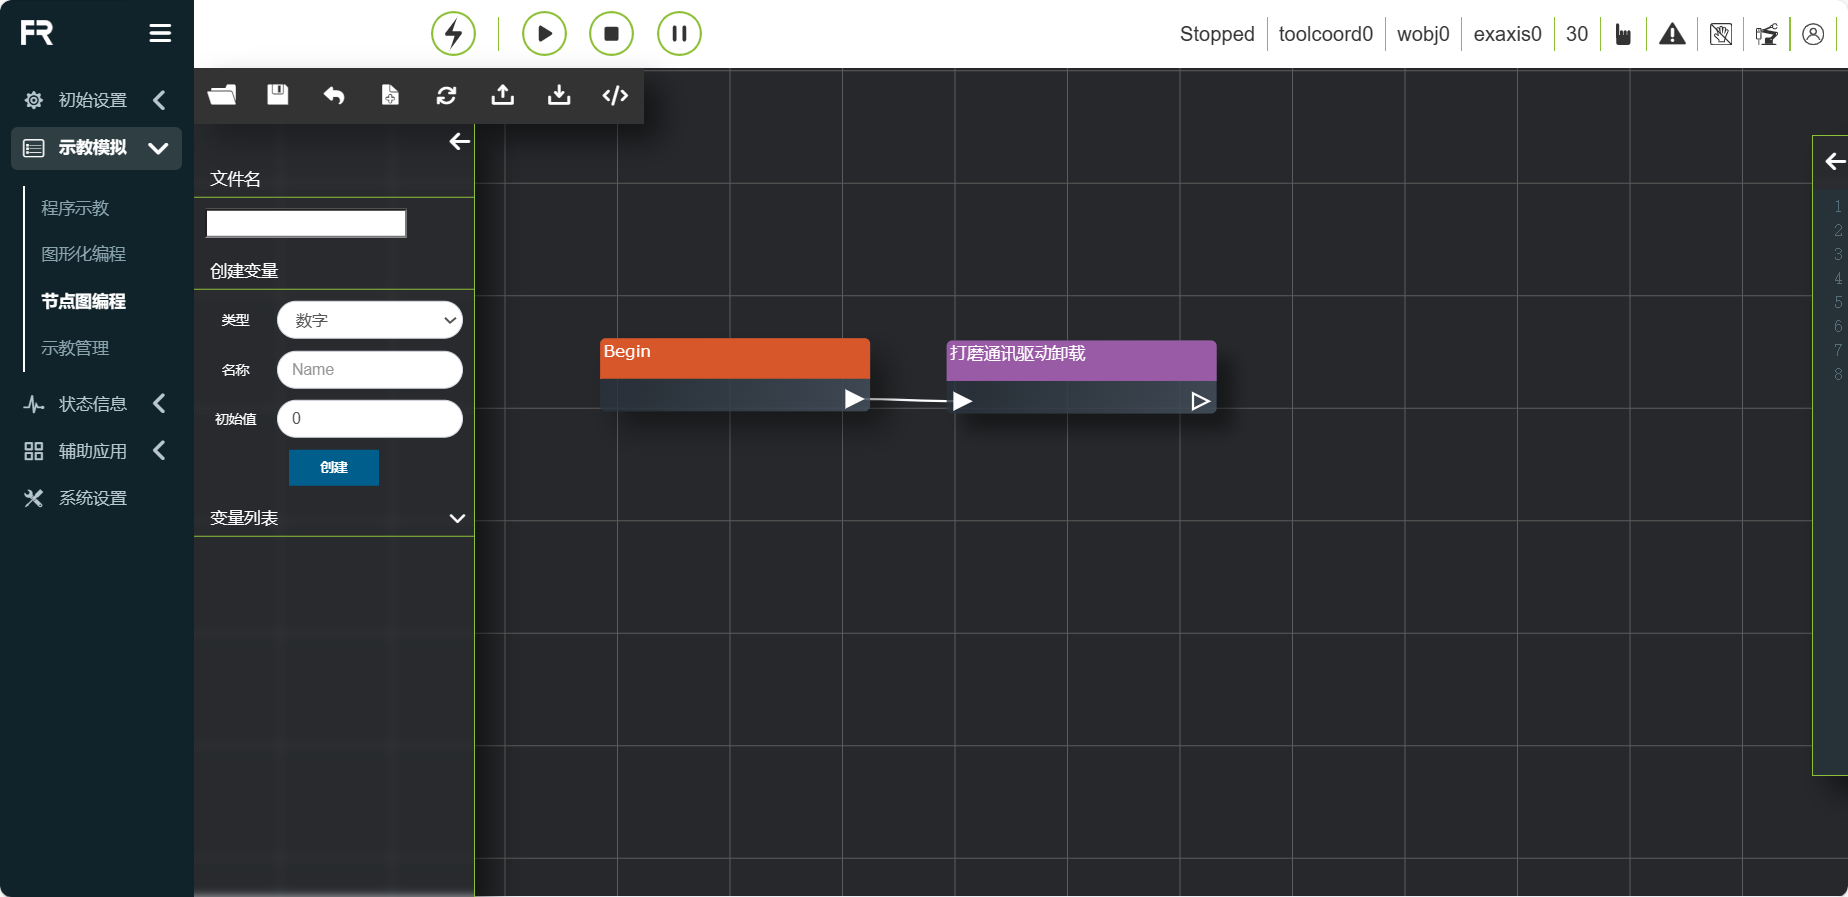 FR
Stopped
toolcoord0
wobj0
exaxis0
30
初始设置
示教模拟
程序示教
图形化编程
节点图编程
示教管理
状态信息
辅助应用
系统设置
文件名
创建变量
类型
数字
名称
Name
初始值
0
创建
变量列表
Begin
打磨通讯驱动卸载
1
2
3
4
5
6
7
8